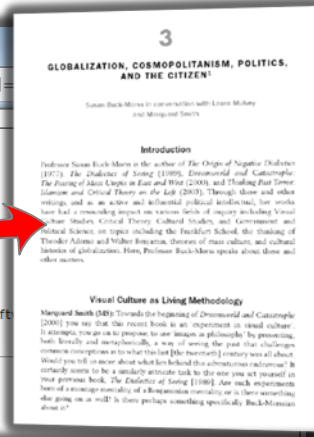 3
GLOBALIZATION, COSMOPOLITANISM, POLITICS,
AND THE CITIZEN¹
Susan Buck-Morss in conversation with Laura Mulvey
and Marquard Smith
Introduction
Professor Susan Buck-Morss is the author of The Origin of Negative Dialectics
(1977), The Dialectics of Seeing (1989), Dreamworld and Catastrophe:
The Passing of Mass Utopia in East and West (2000), and Thinking Past Terror:
Islamism and Critical Theory on the Left (2003). Through these and other
writings, and as an active and influential political intellectual, her works
have had a resounding impact on various fields of inquiry including Visual
Culture Studies, Critical Theory, Cultural Studies, and Government and
Political Science, on topics including the Frankfurt School, the thinking of
Theodor Adorno and Walter Benjamin, theories of mass culture, and cultural
histories of globalization. Here, Professor Buck-Morss speaks about these and
other matters.
Visual Culture as Living Methodology
Marquard Smith (MS): Towards the beginning of Dreamworld and Catastrophe
[2000] you say that this recent book is an 'experiment in visual culture'.
It attempts, you go on to propose, to use 'images as philosophy' by presenting,
both literally and metaphorically, a way of seeing the past that challenges
common conceptions as to what this last [the twentieth] century was all about.
Would you tell us more about what lies behind this adventurous endeavour? It
certainly seems to be a similarly intricate task to the one you set yourself in
your previous book, The Dialectics of Seeing [1989]. Are such experiments
born of a montage mentality, of a Benjaminian mentality, or is there something
else going on as well? Is there perhaps something specifically Buck-Morssian
about it?